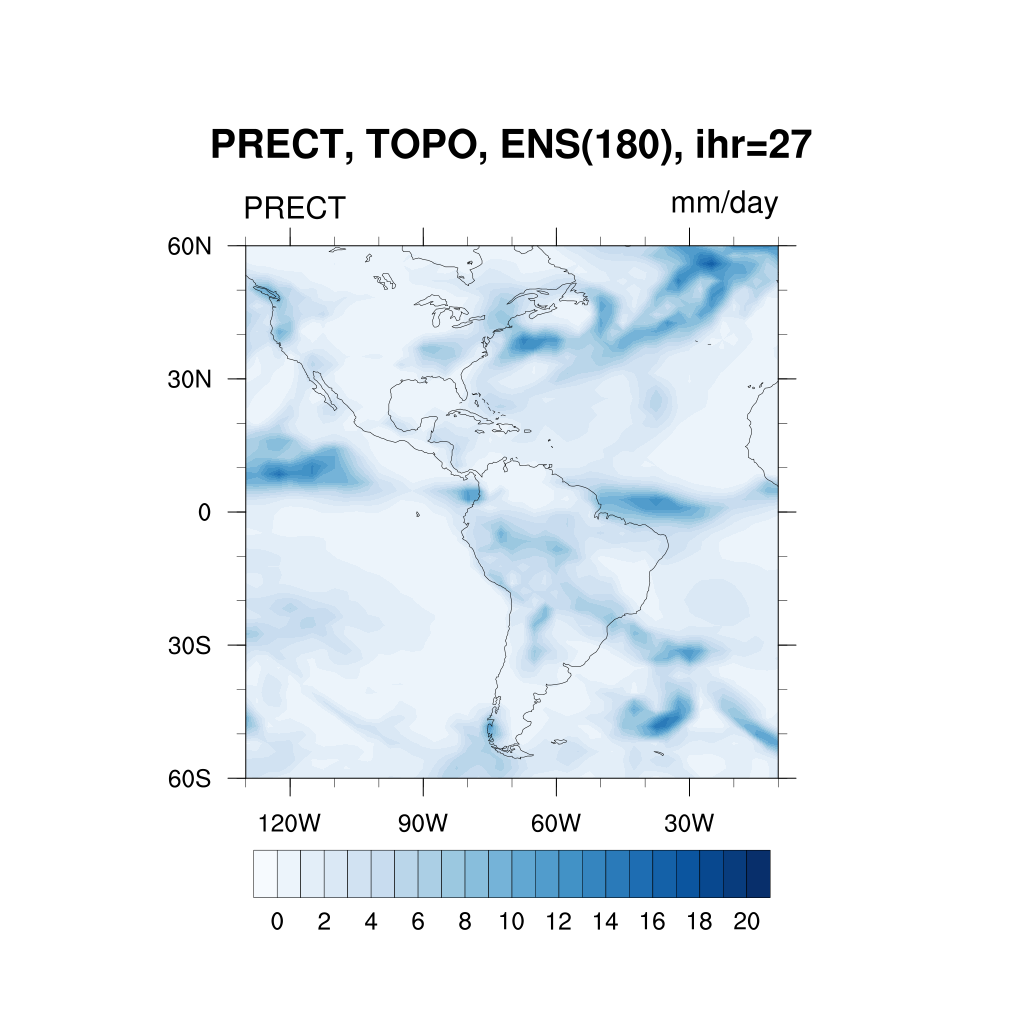 PRECT, TOPO, ENS(180), ihr=27
PRECT mm/day
60N
30N
0
30S
60S
120W 90W 60W 30W
0 2 4 6 8 10 12 14 16 18 20